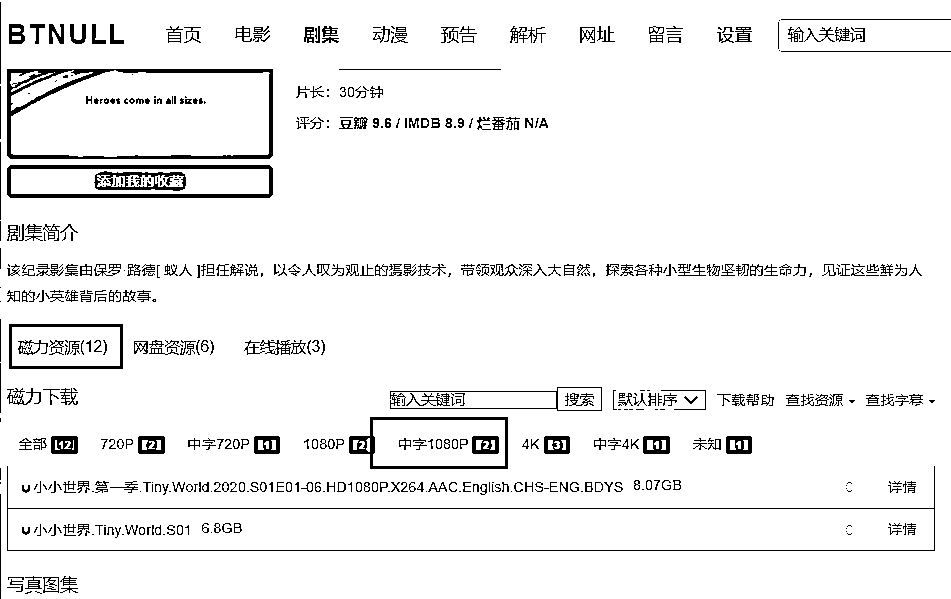 BTNULL 首页 电影 剧集 动漫 预告 解析 网址 留言 设置 输入关键词
片长： 30分钟
Heroes come in all sizes.
评分： 豆瓣 9.6 / IMDB 8.9 / 烂番茄 N/A
添加我的收藏
剧集简介
该纪录影集由保罗·路德[ 蚁人 ]担任解说，以令人叹为观止的摄影技术，带领观众深入大自然，探索各种小型生物坚韧的生命力，见证这些鲜为人
知的小英雄背后的故事。
磁力资源(12) 网盘资源(6) 在线播放(3)
磁力下载 输入关键词 搜索 默认排序 下载帮助 查找资源 查找字幕
全部 12 720P 2 中字720P 1 1080P 2 中字1080P 2 4K 3 中字4K 1 未知 1
小小世界.第一季.Tiny.World.2020.S01E01-06.HD1080P.X264.AAC.English.CHS-ENG.BDYS 8.07GB 详情
小小世界.Tiny.World.S01 6.8GB 详情
写真图集